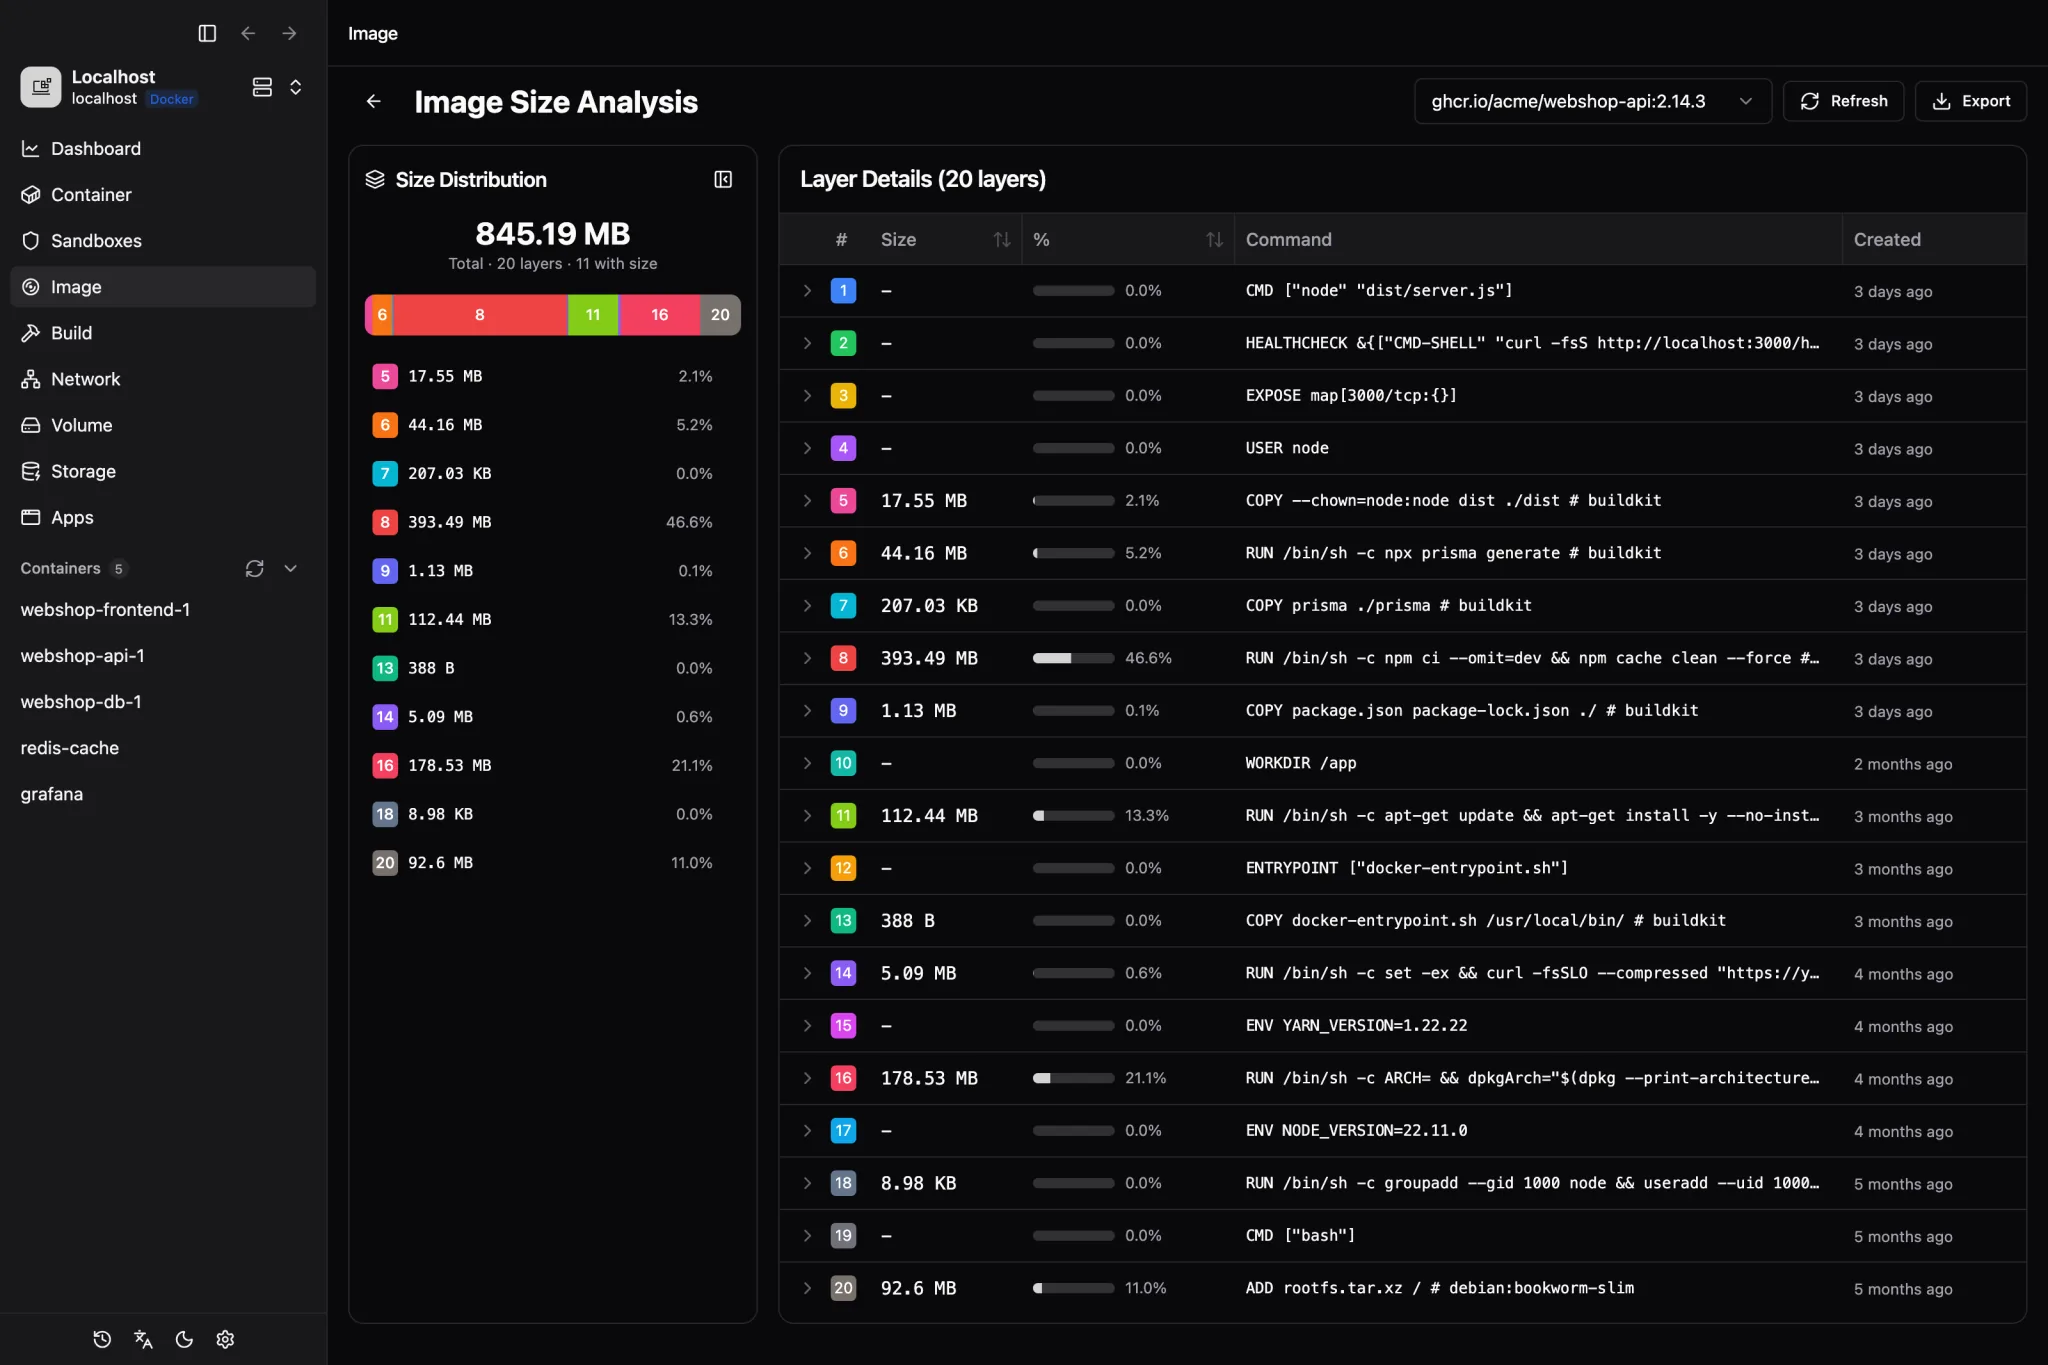 Localhost
localhost Docker
Dashboard
Container
Sandboxes
Image
Build
Network
Volume
Storage
Apps
Containers 5
webshop-frontend-1
webshop-api-1
webshop-db-1
redis-cache
grafana
Image
Image Size Analysis
ghcr.io/acme/webshop-api:2.14.3
Refresh
Export
Size Distribution
845.19 MB
Total · 20 layers · 11 with size
6 8 11 16 20
5 17.55 MB 2.1%
6 44.16 MB 5.2%
7 207.03 KB 0.0%
8 393.49 MB 46.6%
9 1.13 MB 0.1%
11 112.44 MB 13.3%
13 388 B 0.0%
14 5.09 MB 0.6%
16 178.53 MB 21.1%
18 8.98 KB 0.0%
20 92.6 MB 11.0%
Layer Details (20 layers)
# Size % Command Created
1 – 0.0% CMD ["node" "dist/server.js"] 3 days ago
2 – 0.0% HEALTHCHECK &{["CMD-SHELL" "curl -fsS http://localhost:3000/h… 3 days ago
3 – 0.0% EXPOSE map[3000/tcp:{}] 3 days ago
4 – 0.0% USER node 3 days ago
5 17.55 MB 2.1% COPY --chown=node:node dist ./dist # buildkit 3 days ago
6 44.16 MB 5.2% RUN /bin/sh -c npx prisma generate # buildkit 3 days ago
7 207.03 KB 0.0% COPY prisma ./prisma # buildkit 3 days ago
8 393.49 MB 46.6% RUN /bin/sh -c npm ci --omit=dev && npm cache clean --force #… 3 days ago
9 1.13 MB 0.1% COPY package.json package-lock.json ./ # buildkit 3 days ago
10 – 0.0% WORKDIR /app 2 months ago
11 112.44 MB 13.3% RUN /bin/sh -c apt-get update && apt-get install -y --no-inst… 3 months ago
12 – 0.0% ENTRYPOINT ["docker-entrypoint.sh"] 3 months ago
13 388 B 0.0% COPY docker-entrypoint.sh /usr/local/bin/ # buildkit 3 months ago
14 5.09 MB 0.6% RUN /bin/sh -c set -ex && curl -fsSLO --compressed "https://y… 4 months ago
15 – 0.0% ENV YARN_VERSION=1.22.22 4 months ago
16 178.53 MB 21.1% RUN /bin/sh -c ARCH= && dpkgArch="$(dpkg --print-architecture… 4 months ago
17 – 0.0% ENV NODE_VERSION=22.11.0 4 months ago
18 8.98 KB 0.0% RUN /bin/sh -c groupadd --gid 1000 node && useradd --uid 1000… 5 months ago
19 – 0.0% CMD ["bash"] 5 months ago
20 92.6 MB 11.0% ADD rootfs.tar.xz / # debian:bookworm-slim 5 months ago